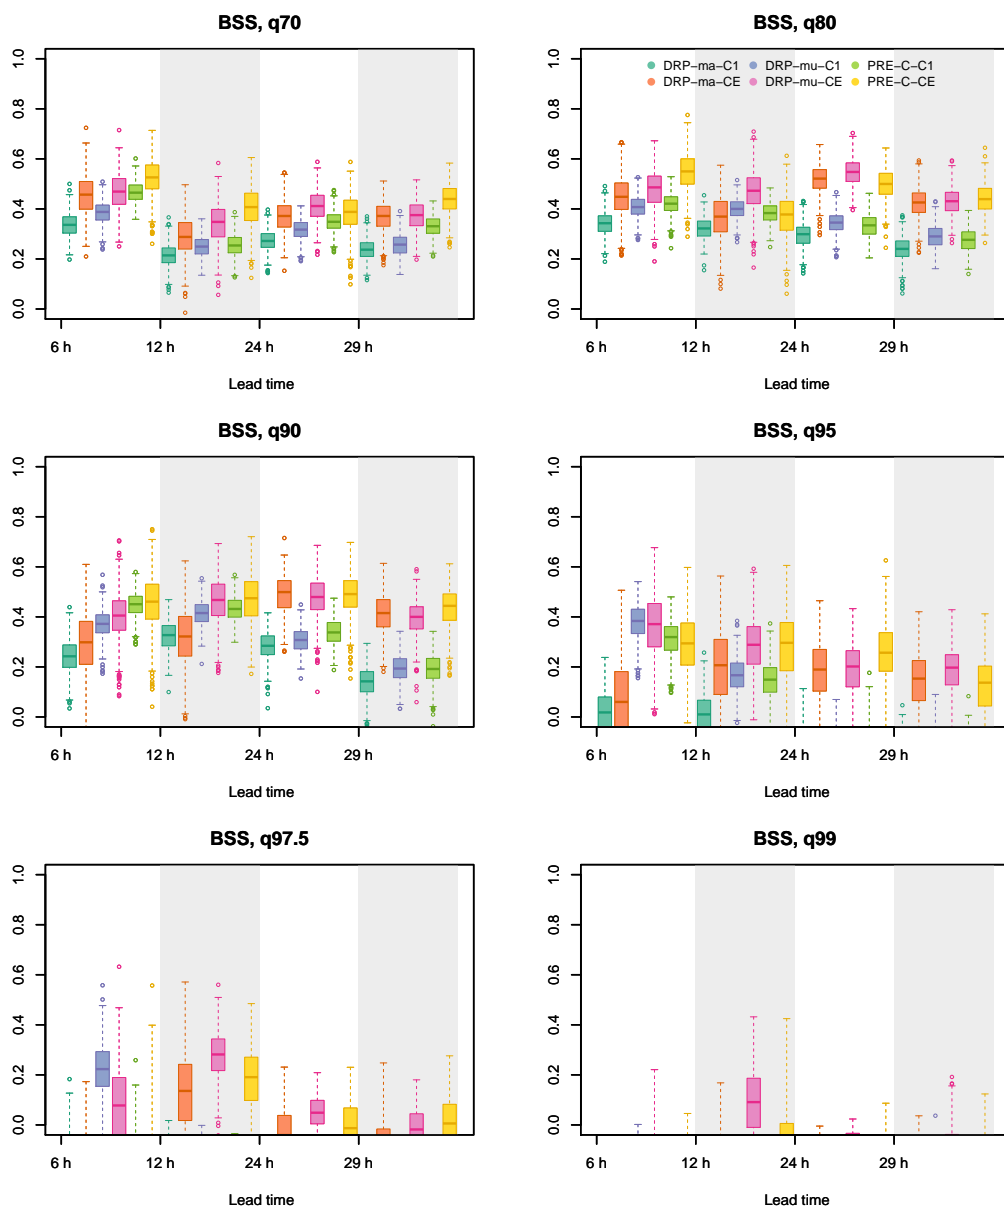 BSS, q70
1.0
0.8
0.6
0.4
0.2
0.0
6 h
12 h
24 h
29 h
Lead time
BSS, q80
DRP−ma−C1 DRP−mu−C1 PRE−C−C1
DRP−ma−CE DRP−mu−CE PRE−C−CE
1.0
0.8
0.6
0.4
0.2
0.0
6 h
12 h
24 h
29 h
Lead time
BSS, q90
1.0
0.8
0.6
0.4
0.2
0.0
6 h
12 h
24 h
29 h
Lead time
BSS, q95
1.0
0.8
0.6
0.4
0.2
0.0
6 h
12 h
24 h
29 h
Lead time
BSS, q97.5
1.0
0.8
0.6
0.4
0.2
0.0
6 h
12 h
24 h
29 h
Lead time
BSS, q99
1.0
0.8
0.6
0.4
0.2
0.0
6 h
12 h
24 h
29 h
Lead time